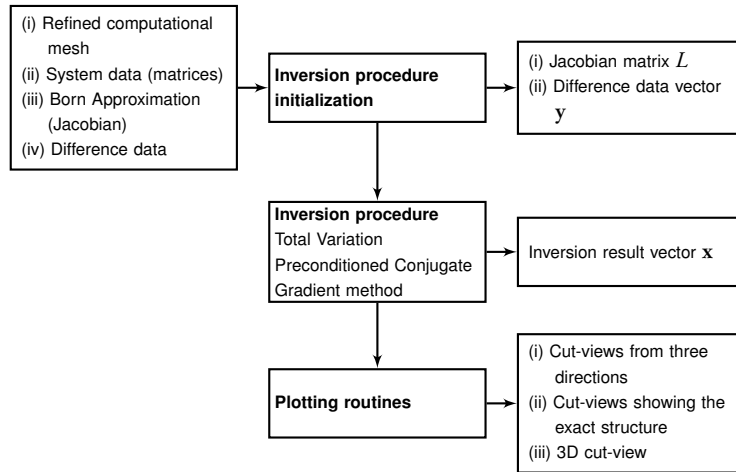 (i) Refined computational
mesh
(ii) System data (matrices)
(iii) Born Approximation
(Jacobian)
(iv) Difference data
Inversion procedure
initialization
(i) Jacobian matrix L
(ii) Difference data vector
y
Inversion procedure
Total Variation
Preconditioned Conjugate
Gradient method
Inversion result vector x
Plotting routines
(i) Cut-views from three
directions
(ii) Cut-views showing the
exact structure
(iii) 3D cut-view